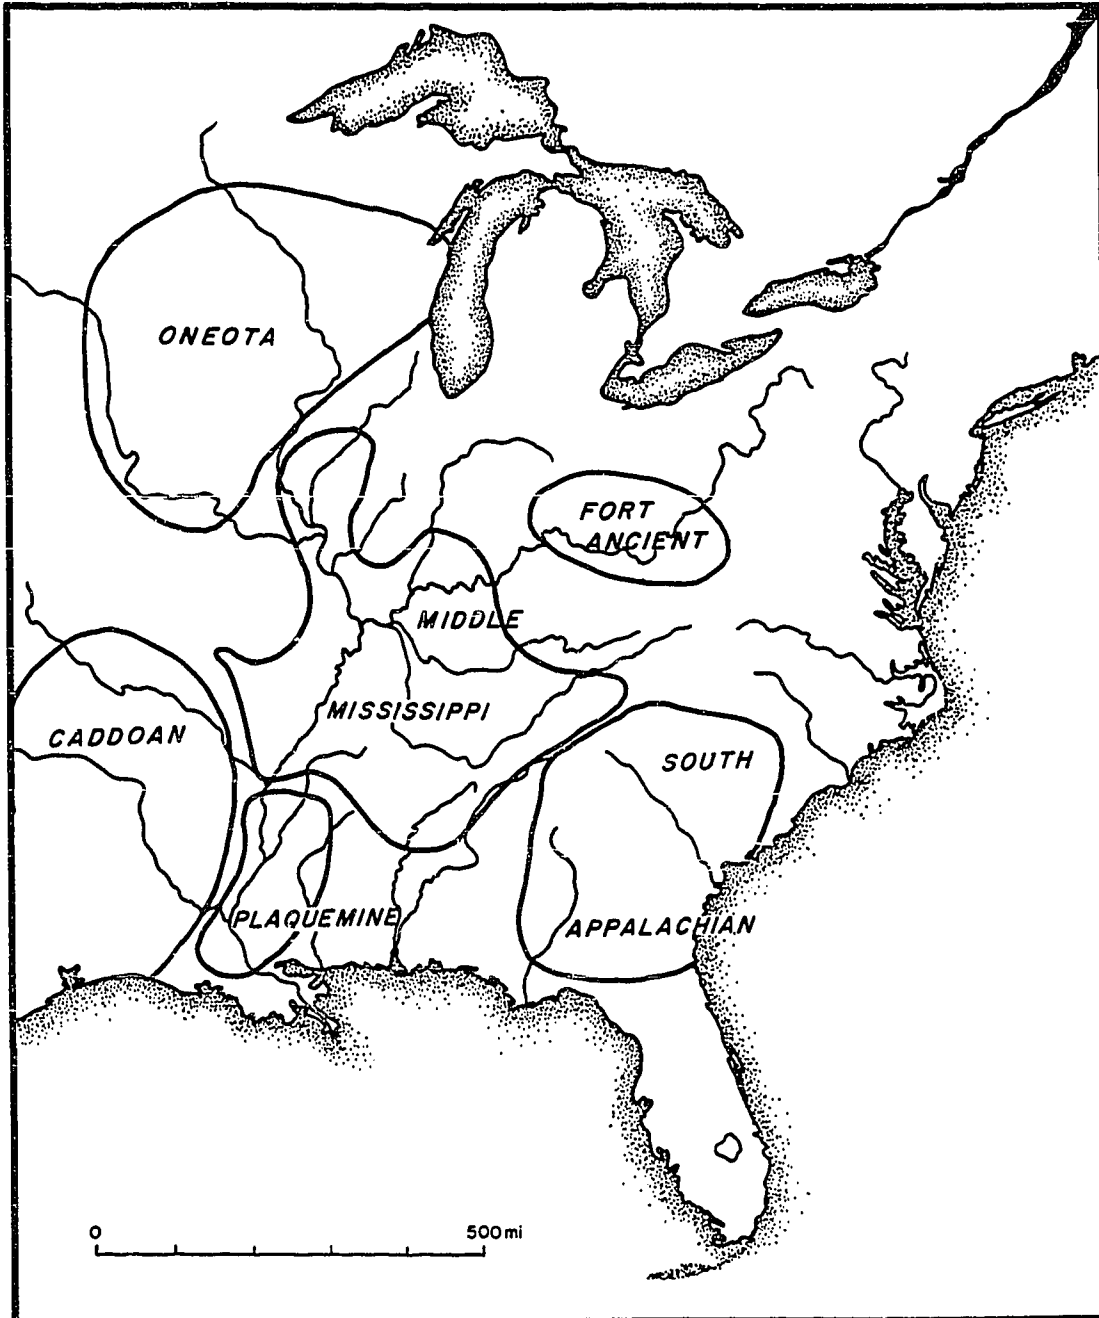 ONEOTA
FORT
ANCIENT
MIDDLE
MISSISSIPPI
CADDOAN
SOUTH
PLAQUEMINE
APPALACHIAN
0 500 mi